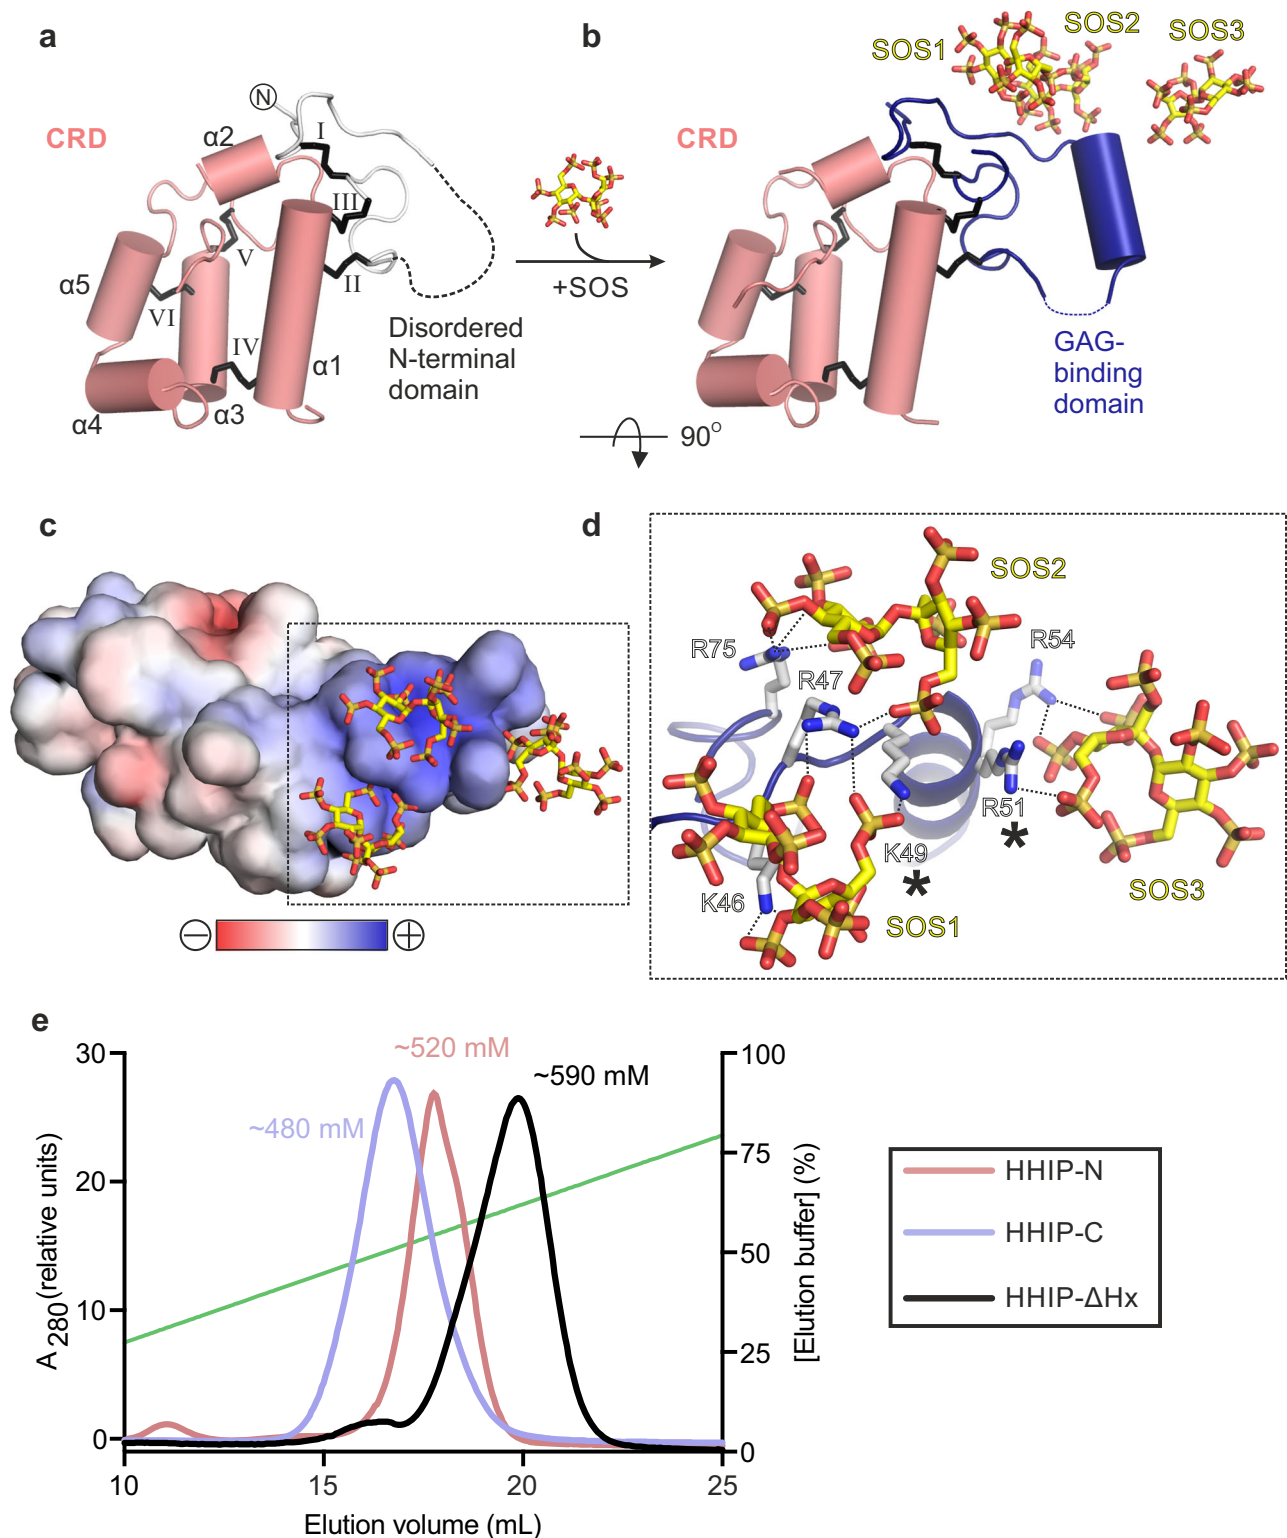 a
b
SOS1
SOS2
SOS3
N
I
CRD
α2
CRD
III
V
II
α5
VI
+SOS
IV
α1
Disordered
N-terminal
domain
GAG-
binding
domain
α4
α3
90°
c
d
SOS2
R75
R54
R47
R51
*
K49
*
K46
SOS1
SOS3
− +
e
~520 mM
~590 mM
~480 mM
A280 (relative units)
30
20
10
0
100
75
50
25
0
[Elution buffer] (%)
10
15
20
25
Elution volume (mL)
HHIP-N
HHIP-C
HHIP-ΔHx